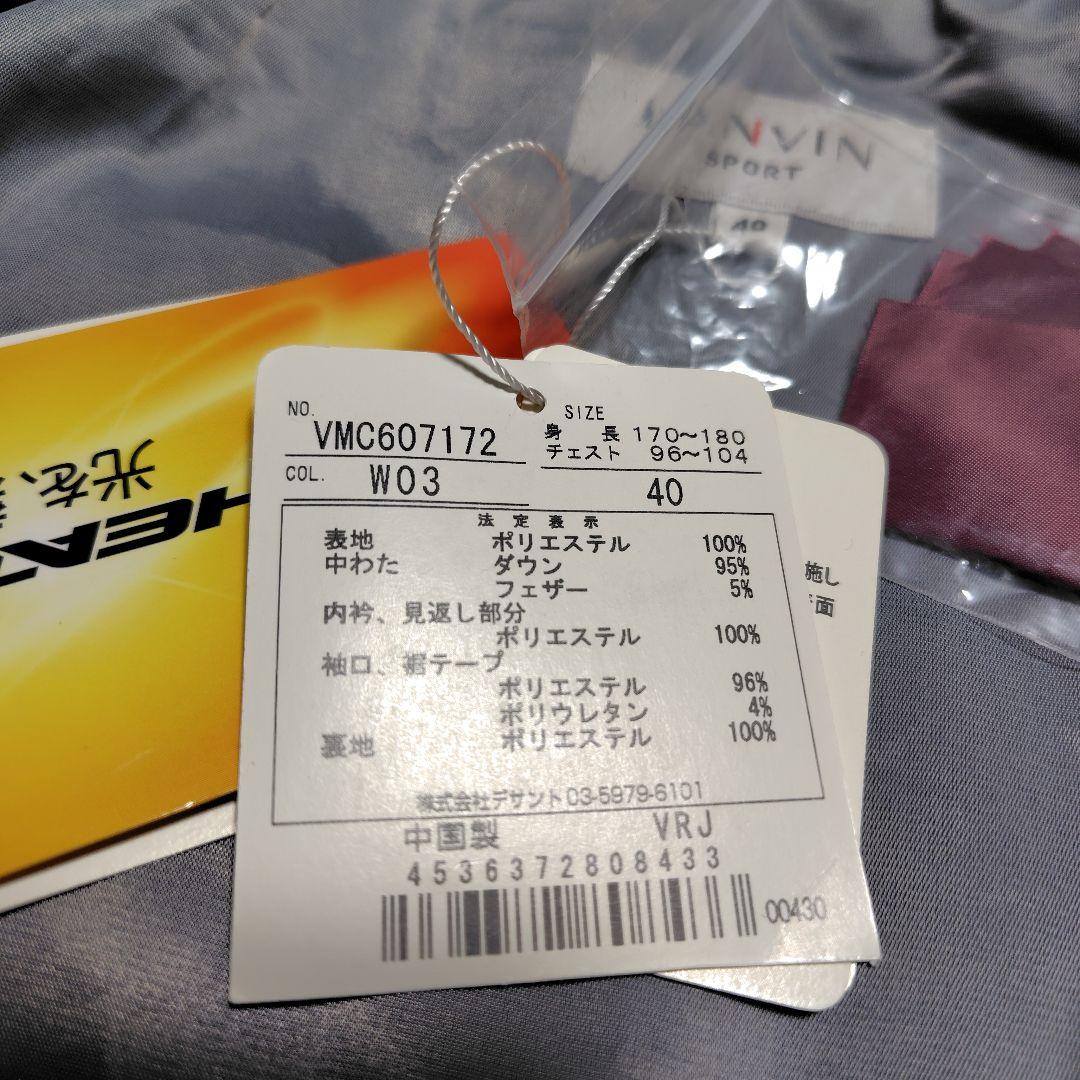 LANVIN
SPORT
40
光を、
HEAT
施し
面
NO.
VMC607172
COL. W03
SIZE
身長 170～180
チェスト 96～104
40
法定表示
表地 ポリエステル 100%
中わた ダウン 95%
フェザー 5%
内衿、見返し部分
ポリエステル 100%
袖口、裾テープ
ポリエステル 96%
ポリウレタン 4%
裏地 ポリエステル 100%
株式会社デサント 03-5979-6101
中国製 VRJ
4536372808433
00430